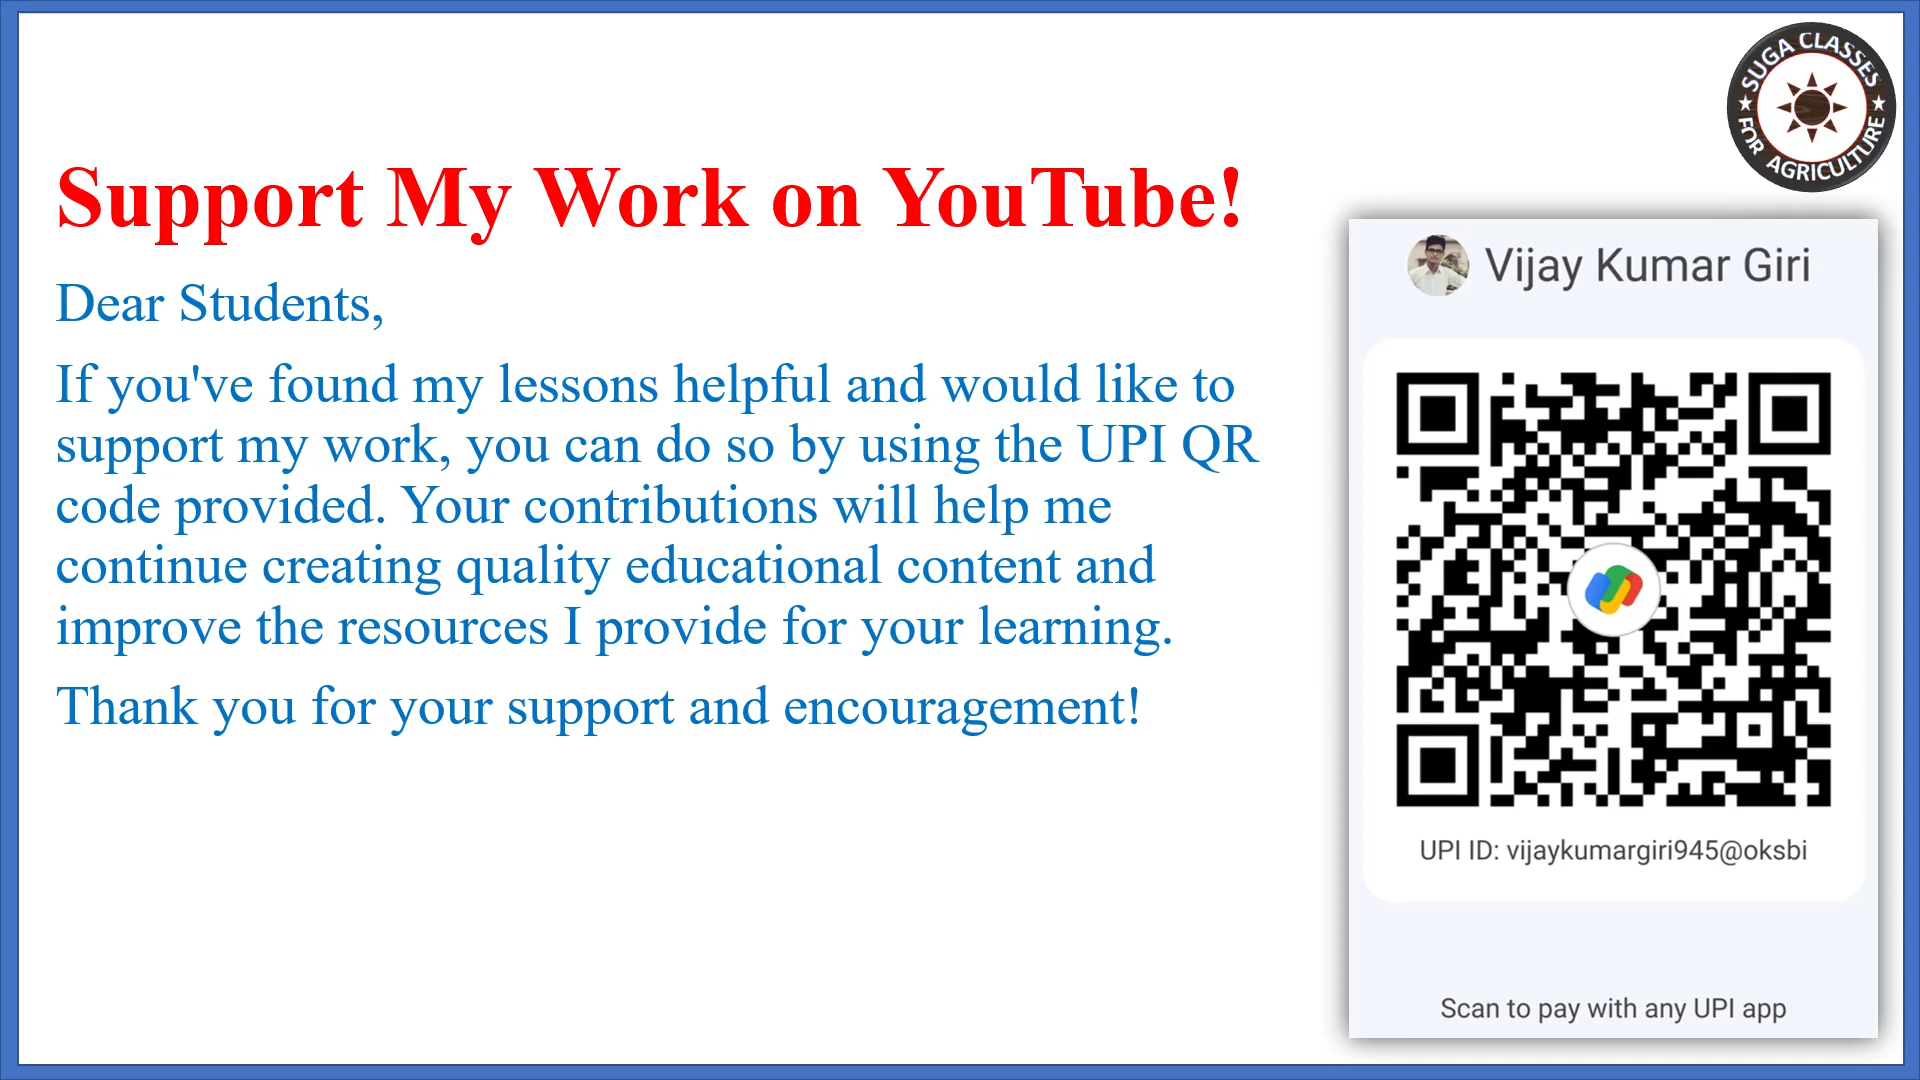 SUGA CLASSES
FOR AGRICULTURE
Support My Work on YouTube!
Dear Students,
If you've found my lessons helpful and would like to
support my work, you can do so by using the UPI QR
code provided. Your contributions will help me
continue creating quality educational content and
improve the resources I provide for your learning.
Thank you for your support and encouragement!
Vijay Kumar Giri
UPI ID: vijaykumargiri945@oksbi
Scan to pay with any UPI app